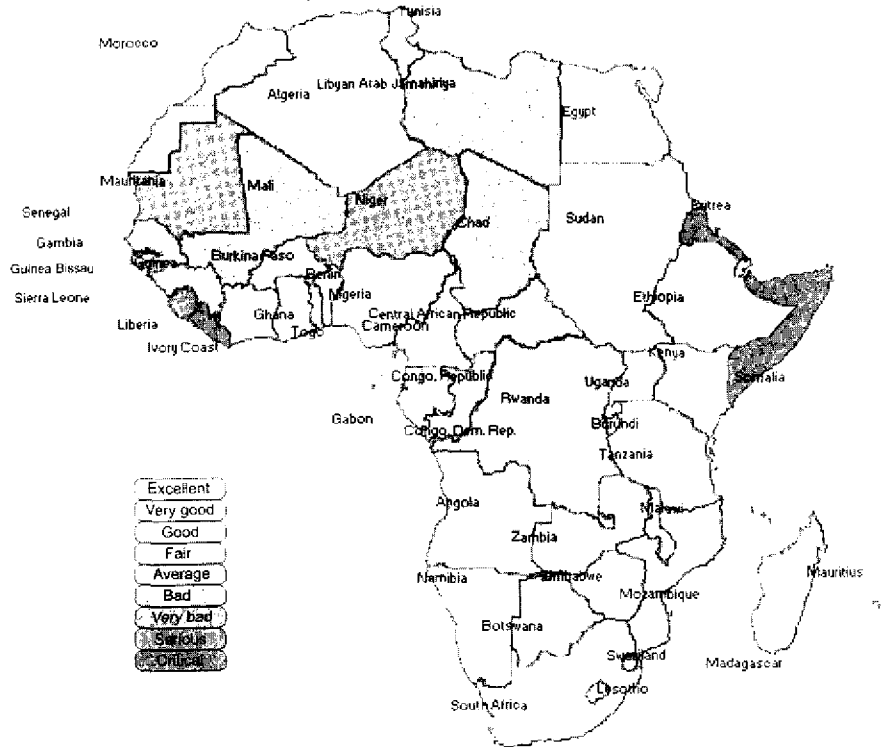 Tunisia
Morocco
Algeria
Libyan Arab Jamahiriya
Egypt
Mauritania
Mali
Niger
Chad
Sudan
Eritrea
Senegal
Gambia
Guinea
Burkina Faso
Guinea Bissau
Benin
Sierra Leone
Nigeria
Ethiopia
Ghana
Central African Republic
Liberia
Togo
Cameroon
Ivory Coast
Kenya
Congo, Republic
Uganda
Somalia
Rwanda
Gabon
Congo, Dem. Rep.
Burundi
Tanzania
Excellent
Very good
Good
Fair
Average
Bad
Very bad
Serious
Critical
Angola
Malawi
Zambia
Namibia
Zimbabwe
Mauritius
Mozambique
Botswana
Swaziland
Madagascar
Lesotho
South Africa